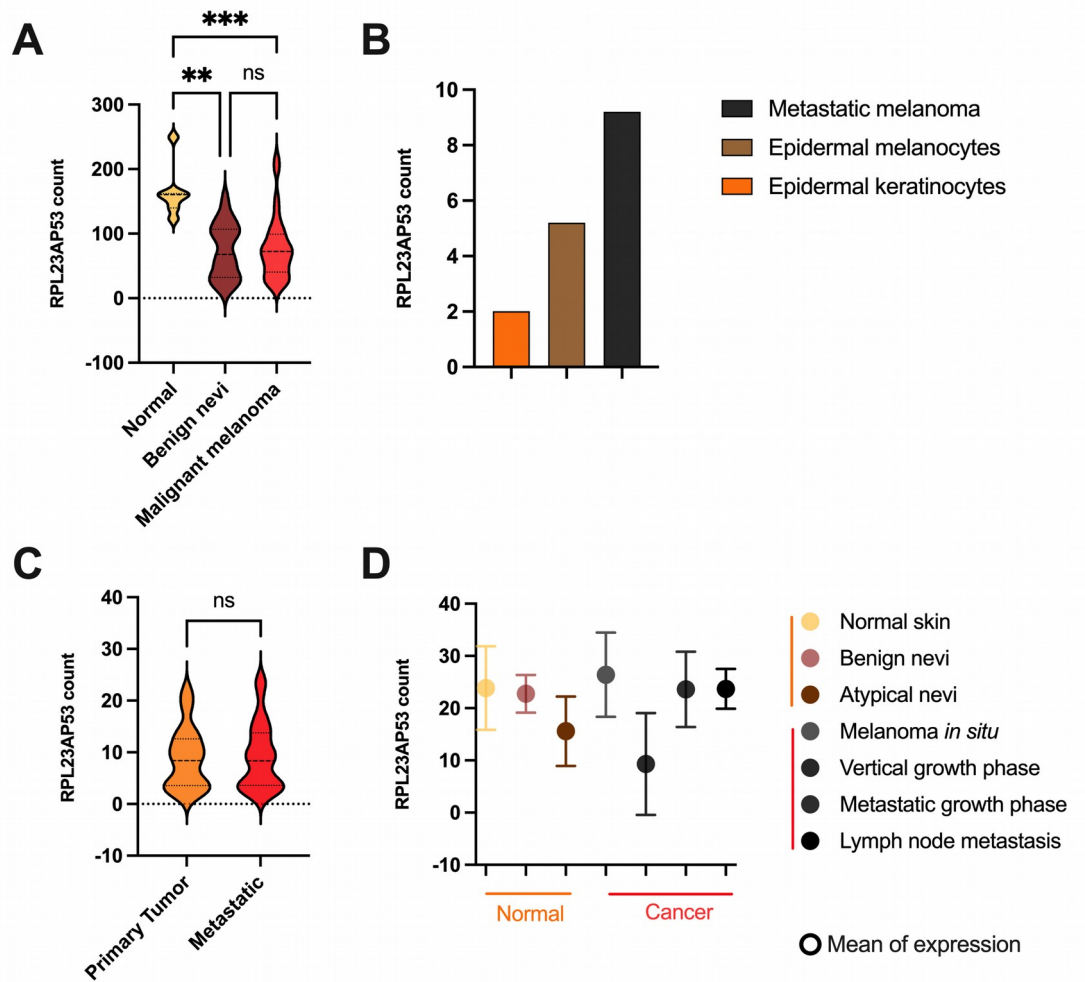 A
***
**
ns
RPL23AP53 count
300
200
100
0
-100
Normal
Benign nevi
Malignant melanoma
B
RPL23AP53 count
10
8
6
4
2
0
Metastatic melanoma
Epidermal melanocytes
Epidermal keratinocytes
C
ns
RPL23AP53 count
40
30
20
10
0
-10
Primary Tumor
Metastatic
D
RPL23AP53 count
40
30
20
10
0
-10
Normal
Cancer
Normal skin
Benign nevi
Atypical nevi
Melanoma in situ
Vertical growth phase
Metastatic growth phase
Lymph node metastasis
Mean of expression